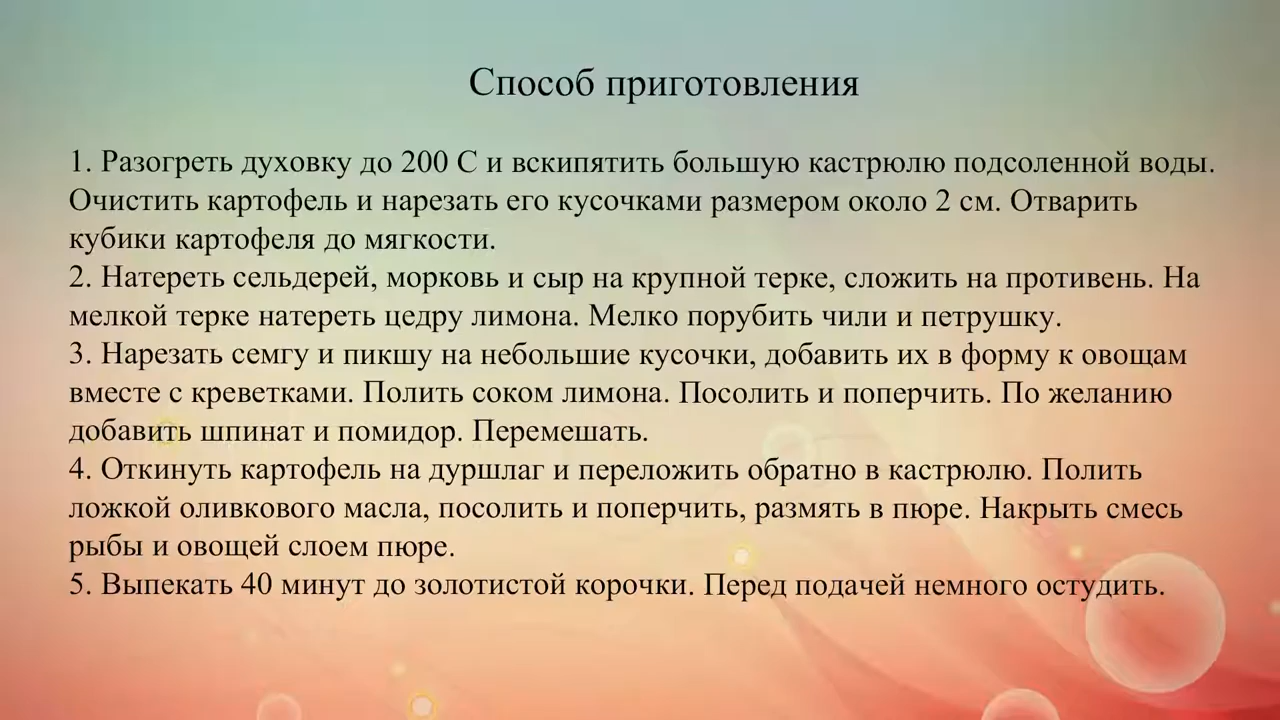 Способ приготовления
1. Разогреть духовку до 200 С и вскипятить большую кастрюлю подсоленной воды.
Очистить картофель и нарезать его кусочками размером около 2 см. Отварить
кубики картофеля до мягкости.
2. Натереть сельдерей, морковь и сыр на крупной терке, сложить на противень. На
мелкой терке натереть цедру лимона. Мелко порубить чили и петрушку.
3. Нарезать семгу и пикшу на небольшие кусочки, добавить их в форму к овощам
вместе с креветками. Полить соком лимона. Посолить и поперчить. По желанию
добавить шпинат и помидор. Перемешать.
4. Откинуть картофель на дуршлаг и переложить обратно в кастрюлю. Полить
ложкой оливкового масла, посолить и поперчить, размять в пюре. Накрыть смесь
рыбы и овощей слоем пюре.
5. Выпекать 40 минут до золотистой корочки. Перед подачей немного остудить.